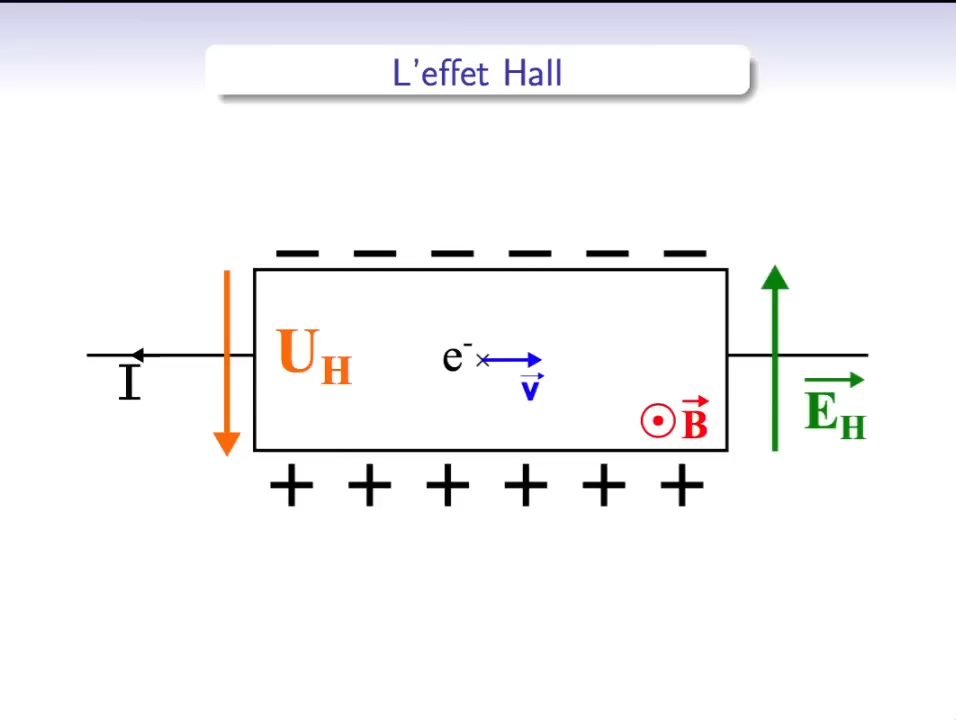 L'effet Hall
− − − − − −
U_H
e⁻
v⃗
I
B⃗
E⃗_H
+ + + + + +